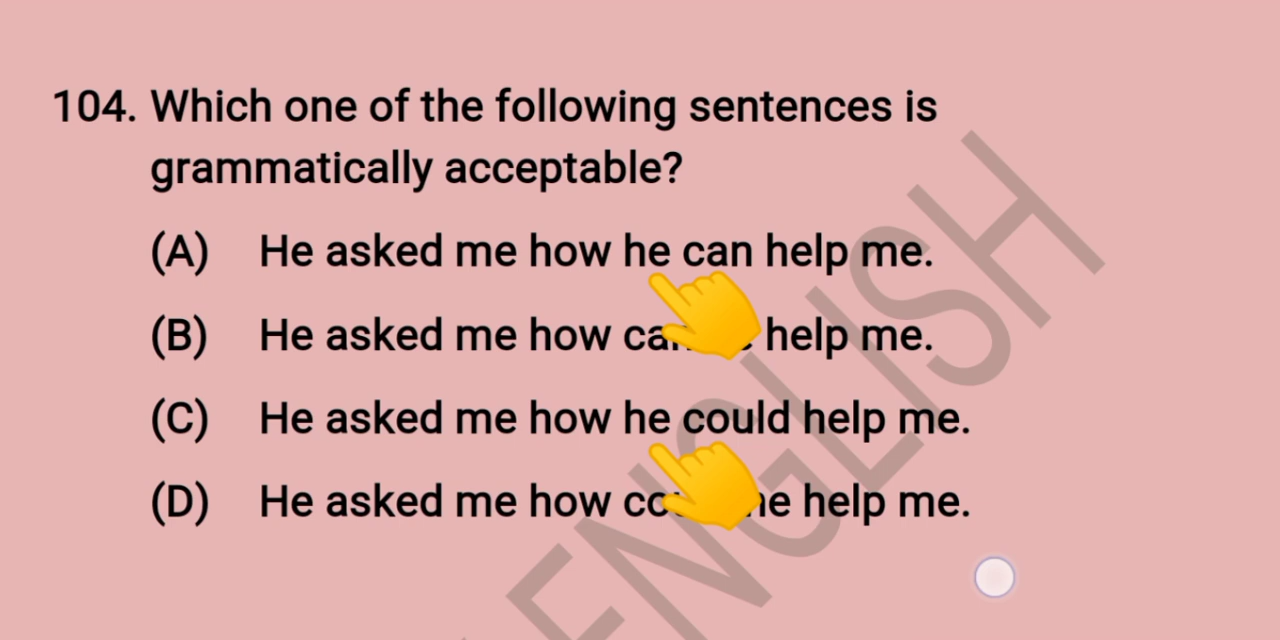 104. Which one of the following sentences is
grammatically acceptable?
(A) He asked me how he can help me.
(B) He asked me how help me.
(C) He asked me how he could help me.
(D) He asked me how help me.
ENGLISH